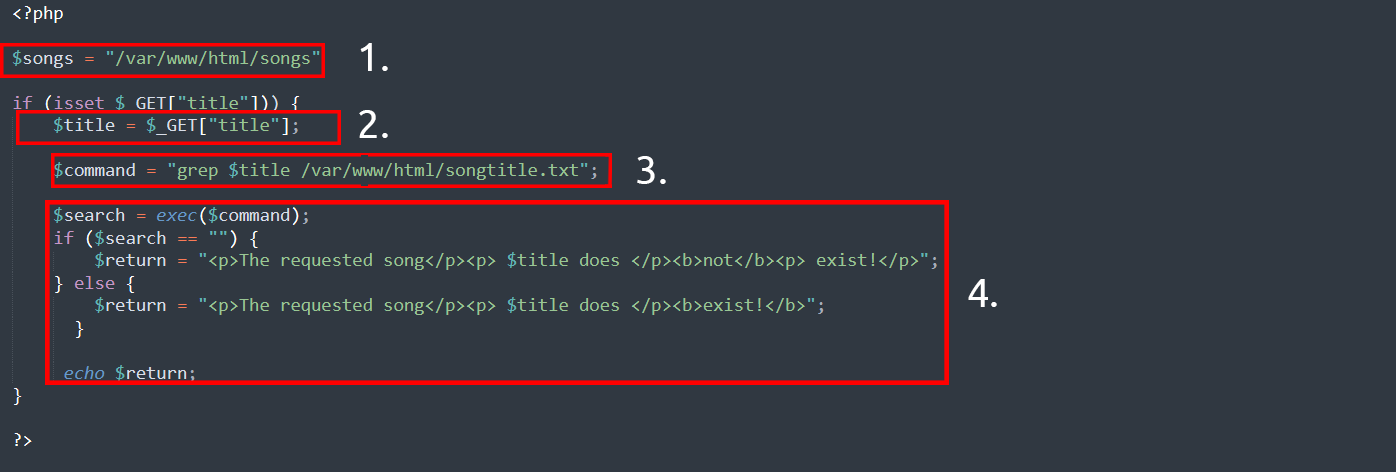 <?php
$songs = "/var/www/html/songs" 1.
if (isset $_GET["title"])) {
$title = $_GET["title"]; 2.
$command = "grep $title /var/www/html/songtitle.txt"; 3.
$search = exec($command);
if ($search == "") {
$return = "<p>The requested song</p><p> $title does </p><b>not</b><p> exist!</p>";
} else { 4.
$return = "<p>The requested song</p><p> $title does </p><b>exist!</b>";
}
echo $return;
}
?>